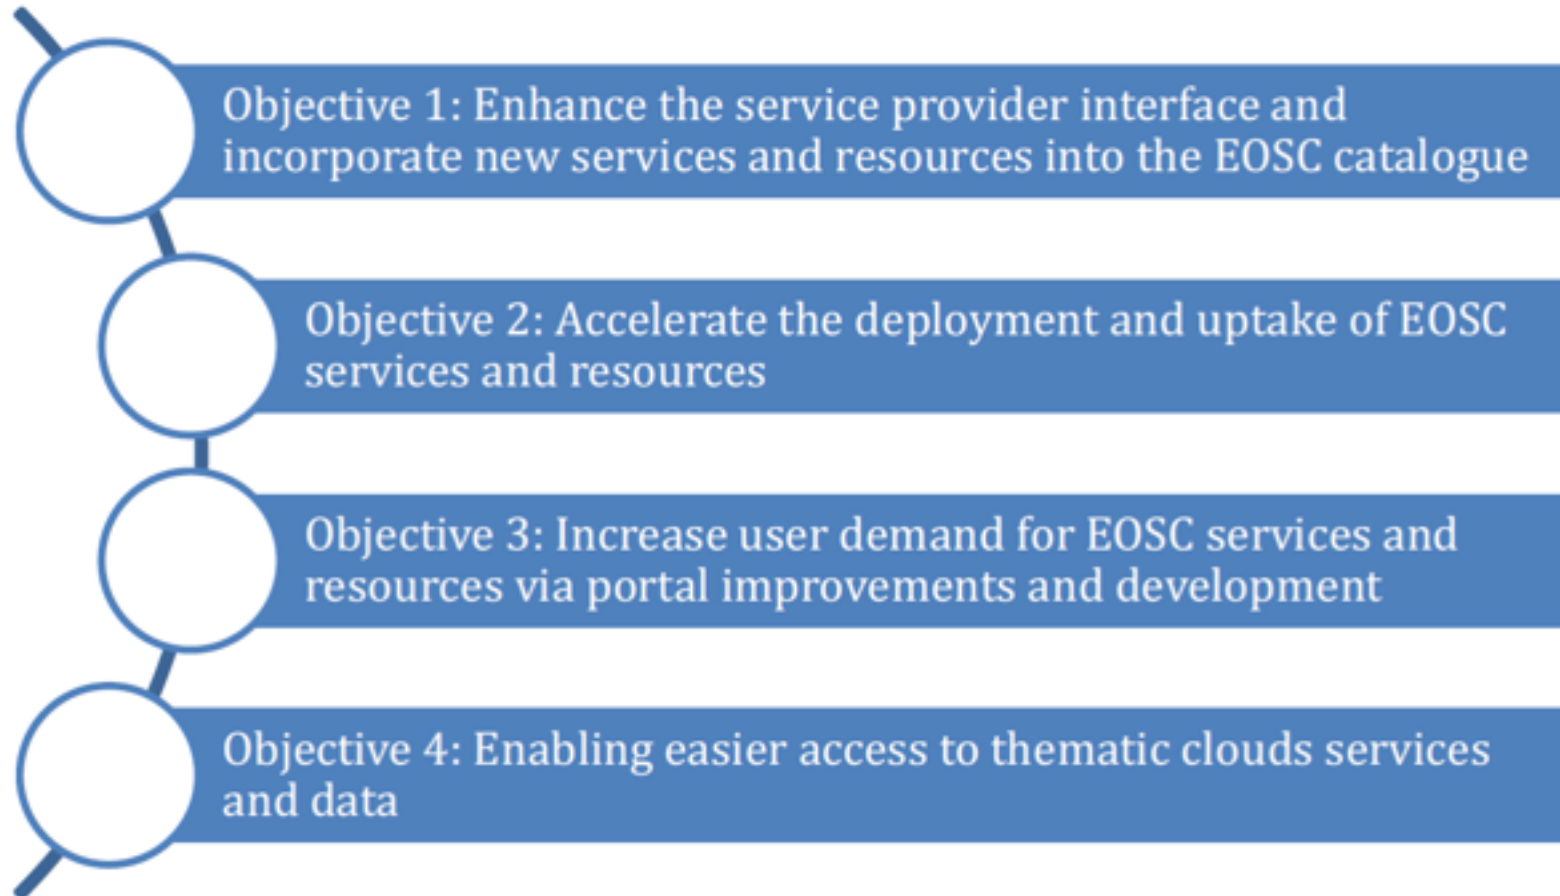 Objective 1: Enhance the service provider interface and
incorporate new services and resources into the EOSC catalogue
Objective 2: Accelerate the deployment and uptake of EOSC
services and resources
Objective 3: Increase user demand for EOSC services and
resources via portal improvements and development
Objective 4: Enabling easier access to thematic clouds services
and data